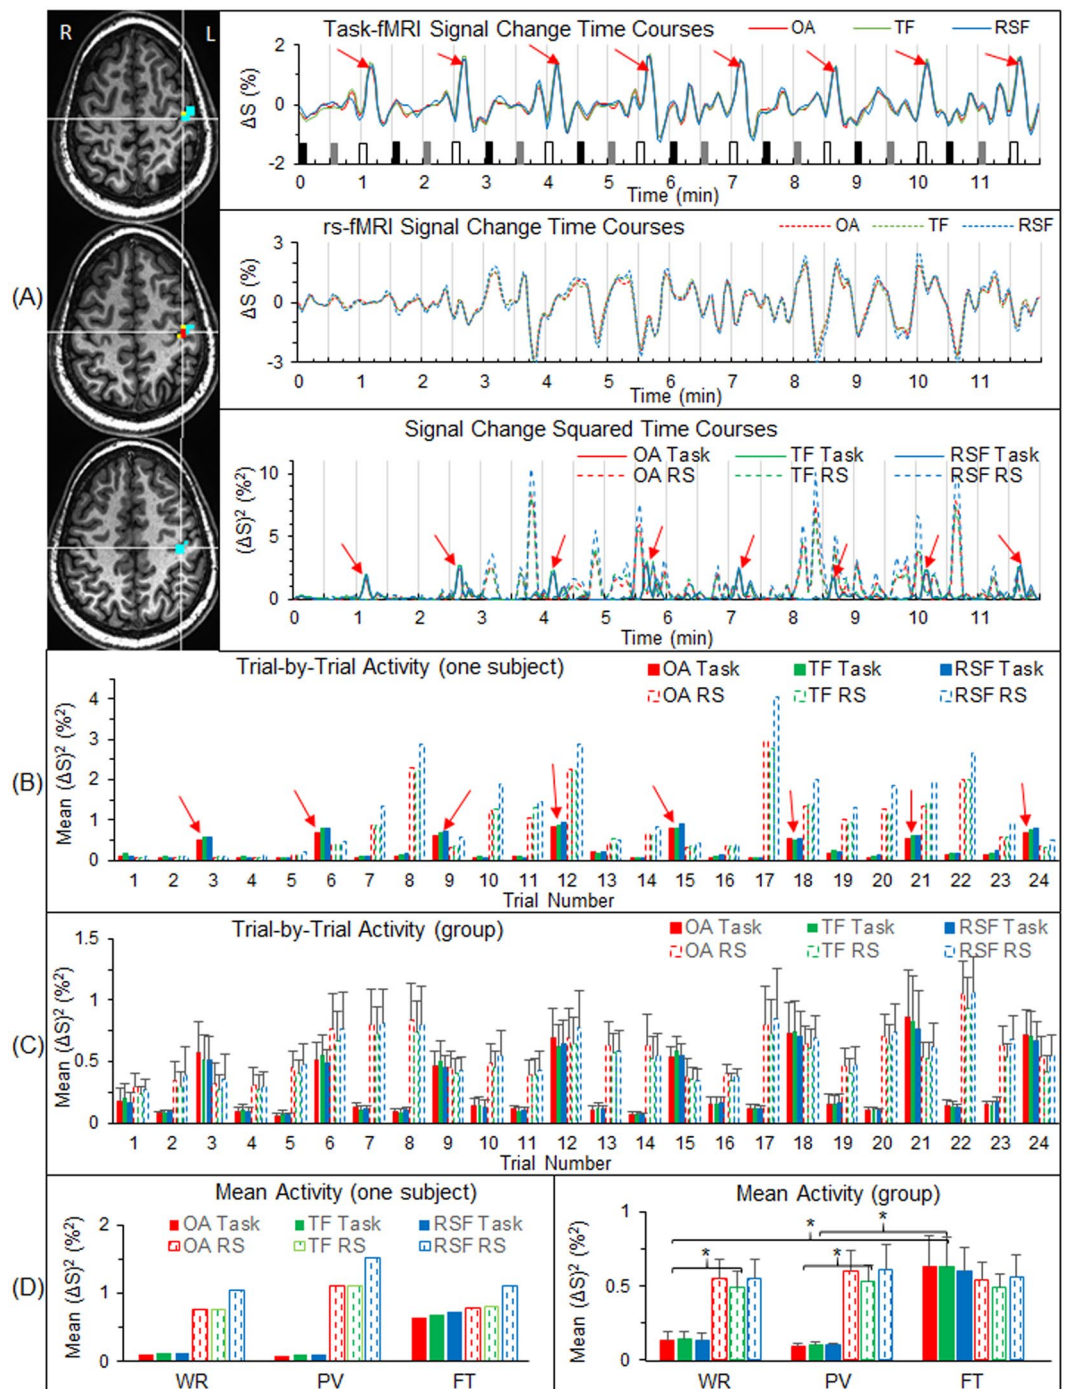 (A)
R L
Task-fMRI Signal Change Time Courses
OA TF RSF
ΔS (%)
2
0
-2
0 1 2 3 4 5 6 7 8 9 10 11
Time (min)
rs-fMRI Signal Change Time Courses
OA TF RSF
ΔS (%)
3
0
-3
0 1 2 3 4 5 6 7 8 9 10 11
Time (min)
Signal Change Squared Time Courses
OA Task TF Task RSF Task
OA RS TF RS RSF RS
(ΔS)² (%²)
10
5
0
0 1 2 3 4 5 6 7 8 9 10 11
Time (min)
(B)
Trial-by-Trial Activity (one subject)
OA Task TF Task RSF Task
OA RS TF RS RSF RS
Mean (ΔS)² (%²)
4
3
2
1
0
1 2 3 4 5 6 7 8 9 10 11 12 13 14 15 16 17 18 19 20 21 22 23 24
Trial Number
(C)
Trial-by-Trial Activity (group)
OA Task TF Task RSF Task
OA RS TF RS RSF RS
Mean (ΔS)² (%²)
1.5
1
0.5
0
1 2 3 4 5 6 7 8 9 10 11 12 13 14 15 16 17 18 19 20 21 22 23 24
Trial Number
(D)
Mean Activity (one subject)
OA Task TF Task RSF Task
OA RS TF RS RSF RS
Mean (ΔS)² (%²)
2
1
0
WR PV FT
Mean Activity (group)
Mean (ΔS)² (%²)
1
0.5
0
* *
* *
WR PV FT